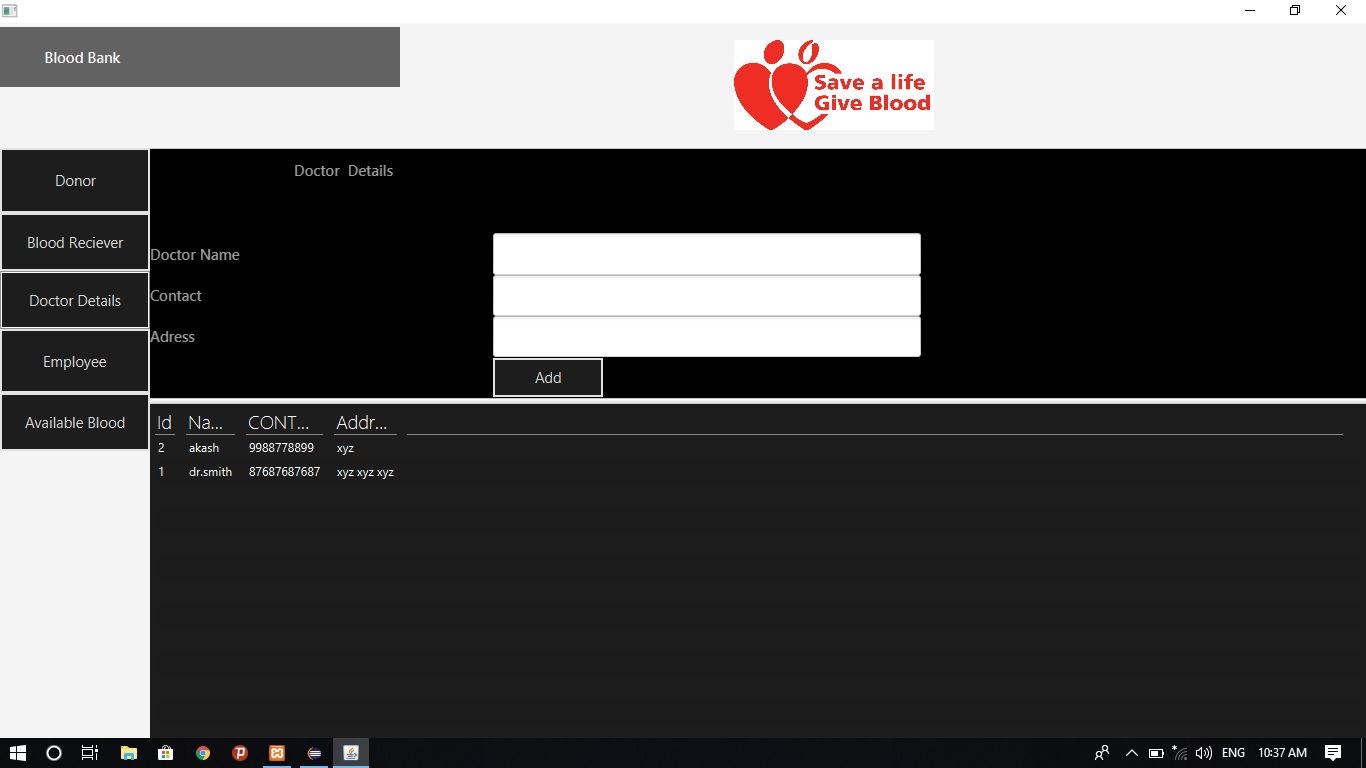 Blood Bank
Save a life
Give Blood
Donor
Blood Reciever
Doctor Details
Employee
Available Blood
Doctor Details
Doctor Name
Contact
Adress
Add
Id Na... CONT... Addr...
2 akash 9988778899 xyz
1 dr.smith 87687687687 xyz xyz xyz
ENG 10:37 AM